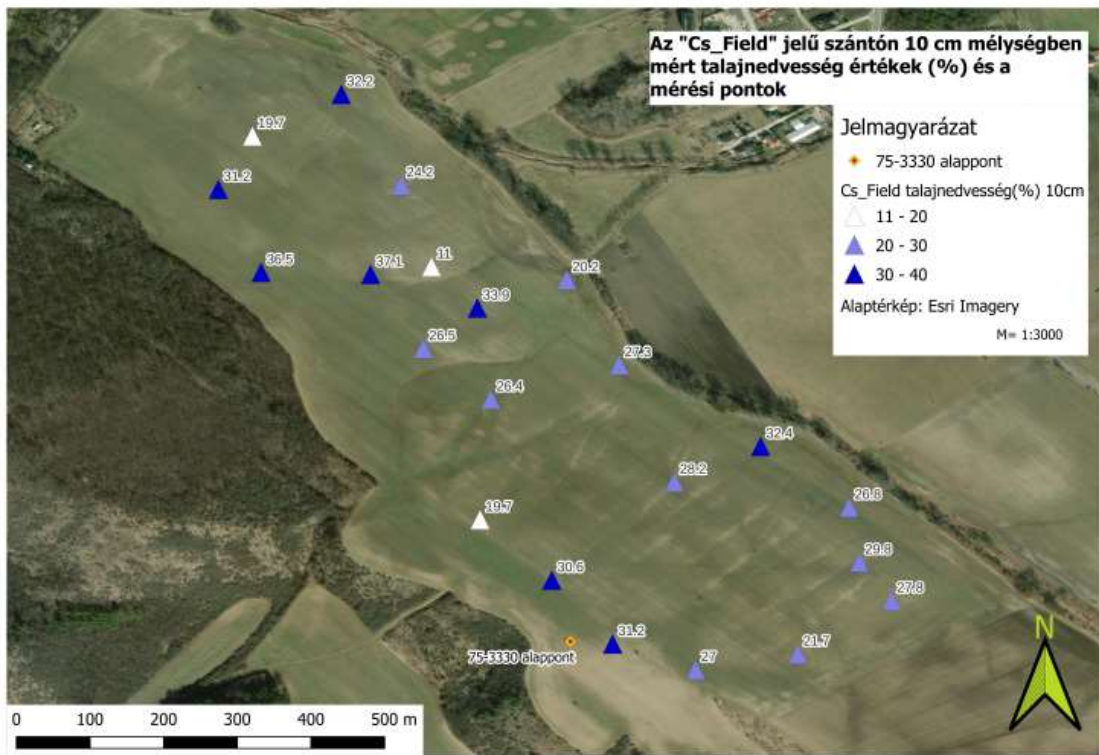 Az "Cs_Field" jelű szántón 10 cm mélységben
mért talajnedvesség értékek (%) és a
mérési pontok
Jelmagyarázat
75-3330 alappont
Cs_Field talajnedvesség(%) 10cm
11 - 20
20 - 30
30 - 40
Alaptérkép: Esri Imagery
M= 1:3000
32.2
19.7
31.2
24.2
36.5
37.1
11
20.2
33.9
26.5
27.3
26.4
32.4
28.2
26.8
19.7
29.8
30.6
27.8
31.2
75-3330 alappont
27
21.7
N
0 100 200 300 400 500 m